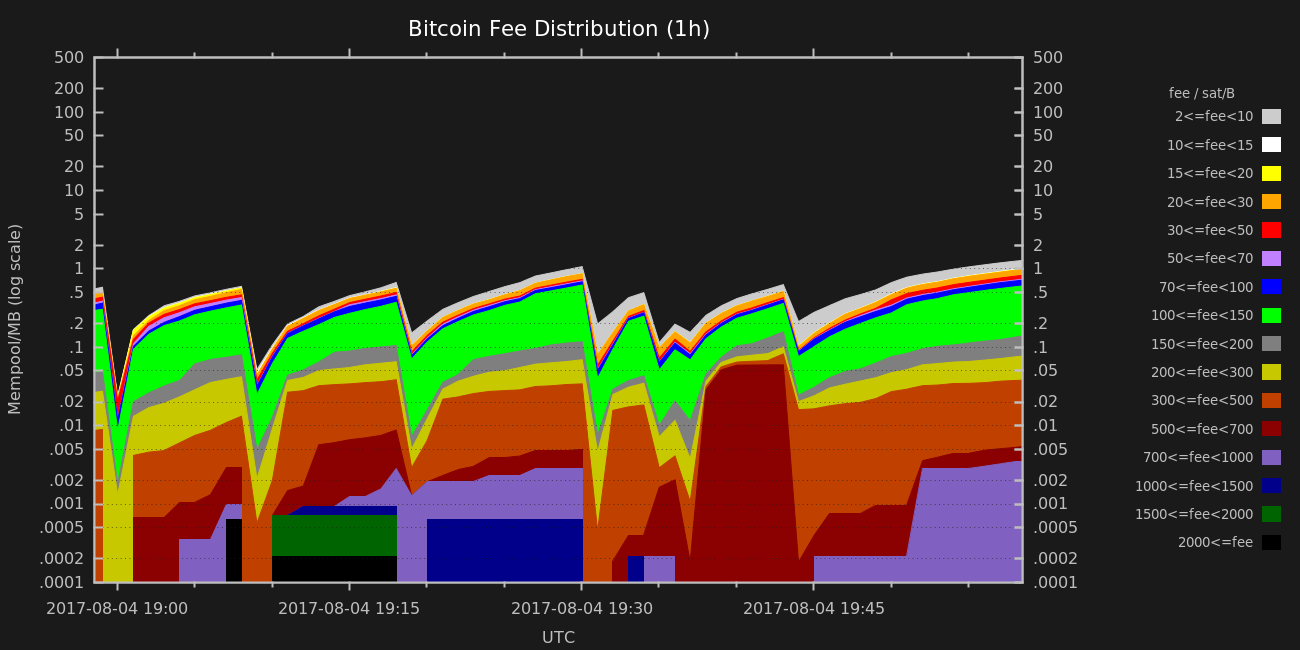 Bitcoin Fee Distribution (1h)
500 500
200 200
100 100
50 50
20 20
10 10
5 5
2 2
1 1
.5 .5
.2 .2
.1 .1
.05 .05
.02 .02
.01 .01
.005 .005
.002 .002
.001 .001
.0005 .0005
.0002 .0002
.0001 .0001
Mempool/MB (log scale)
2017-08-04 19:00 2017-08-04 19:15 2017-08-04 19:30 2017-08-04 19:45
UTC
fee / sat/B
2<=fee<10
10<=fee<15
15<=fee<20
20<=fee<30
30<=fee<50
50<=fee<70
70<=fee<100
100<=fee<150
150<=fee<200
200<=fee<300
300<=fee<500
500<=fee<700
700<=fee<1000
1000<=fee<1500
1500<=fee<2000
2000<=fee